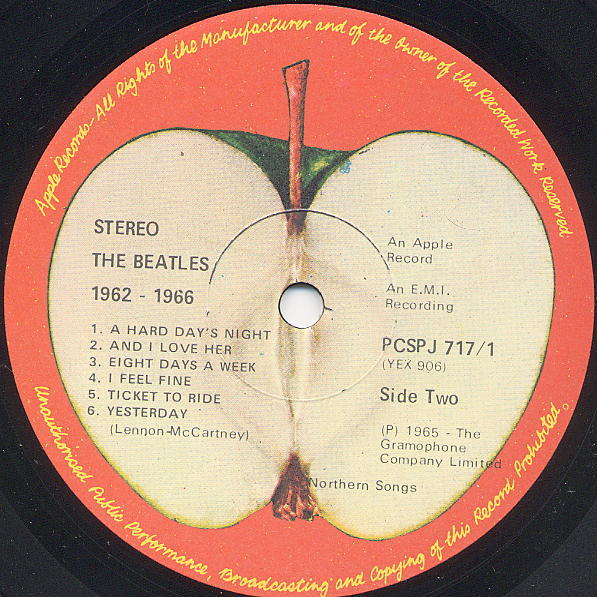 Apple Records-All Rights of the Manufacturer and of the Owner of the Recorded Work Reserved.
STEREO
THE BEATLES
1962 - 1966
1. A HARD DAY'S NIGHT
2. AND I LOVE HER
3. EIGHT DAYS A WEEK
4. I FEEL FINE
5. TICKET TO RIDE
6. YESTERDAY
(Lennon-McCartney)
An Apple
Record
An E.M.I.
Recording
PCSPJ 717/1
(YEX 906)
Side Two
(P) 1965 - The
Gramophone
Company Limited
Northern Songs
Unauthorised Public Performance, Broadcasting and Copying of this Record Prohibited.